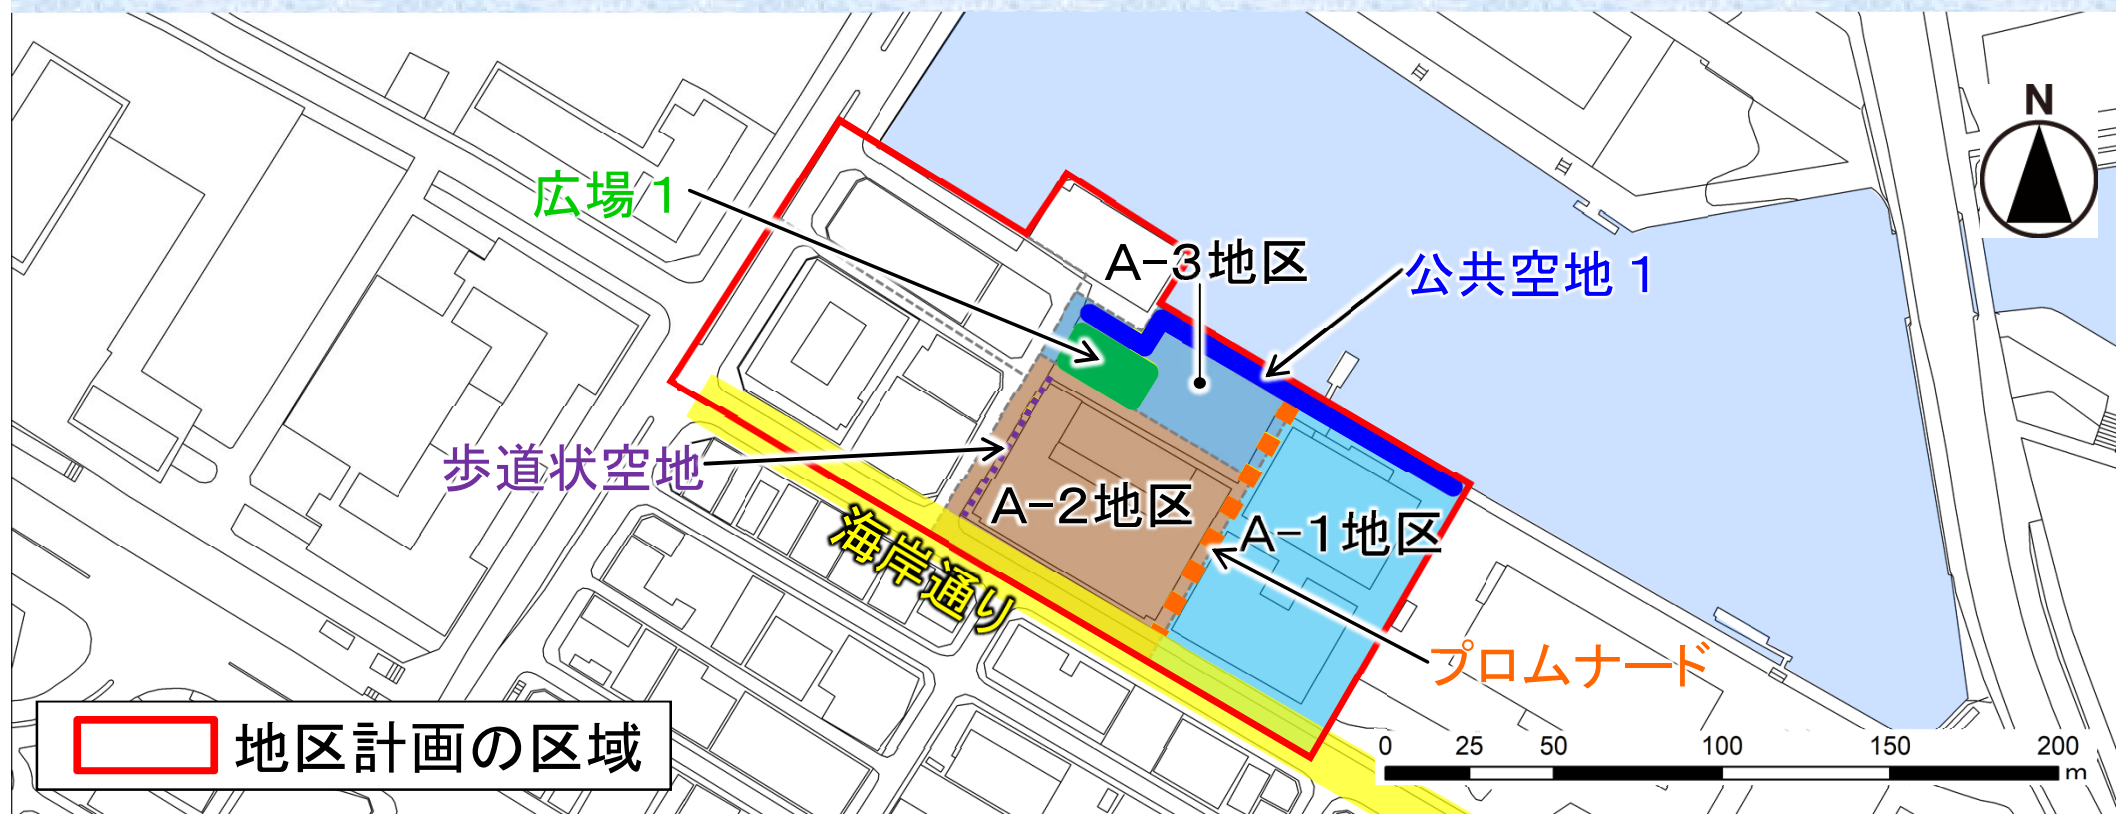 N
広場１
A−3地区
公共空地１
歩道状空地
A−2地区
A−1地区
海岸通り
プロムナード
地区計画の区域
0 25 50 100 150 200
m